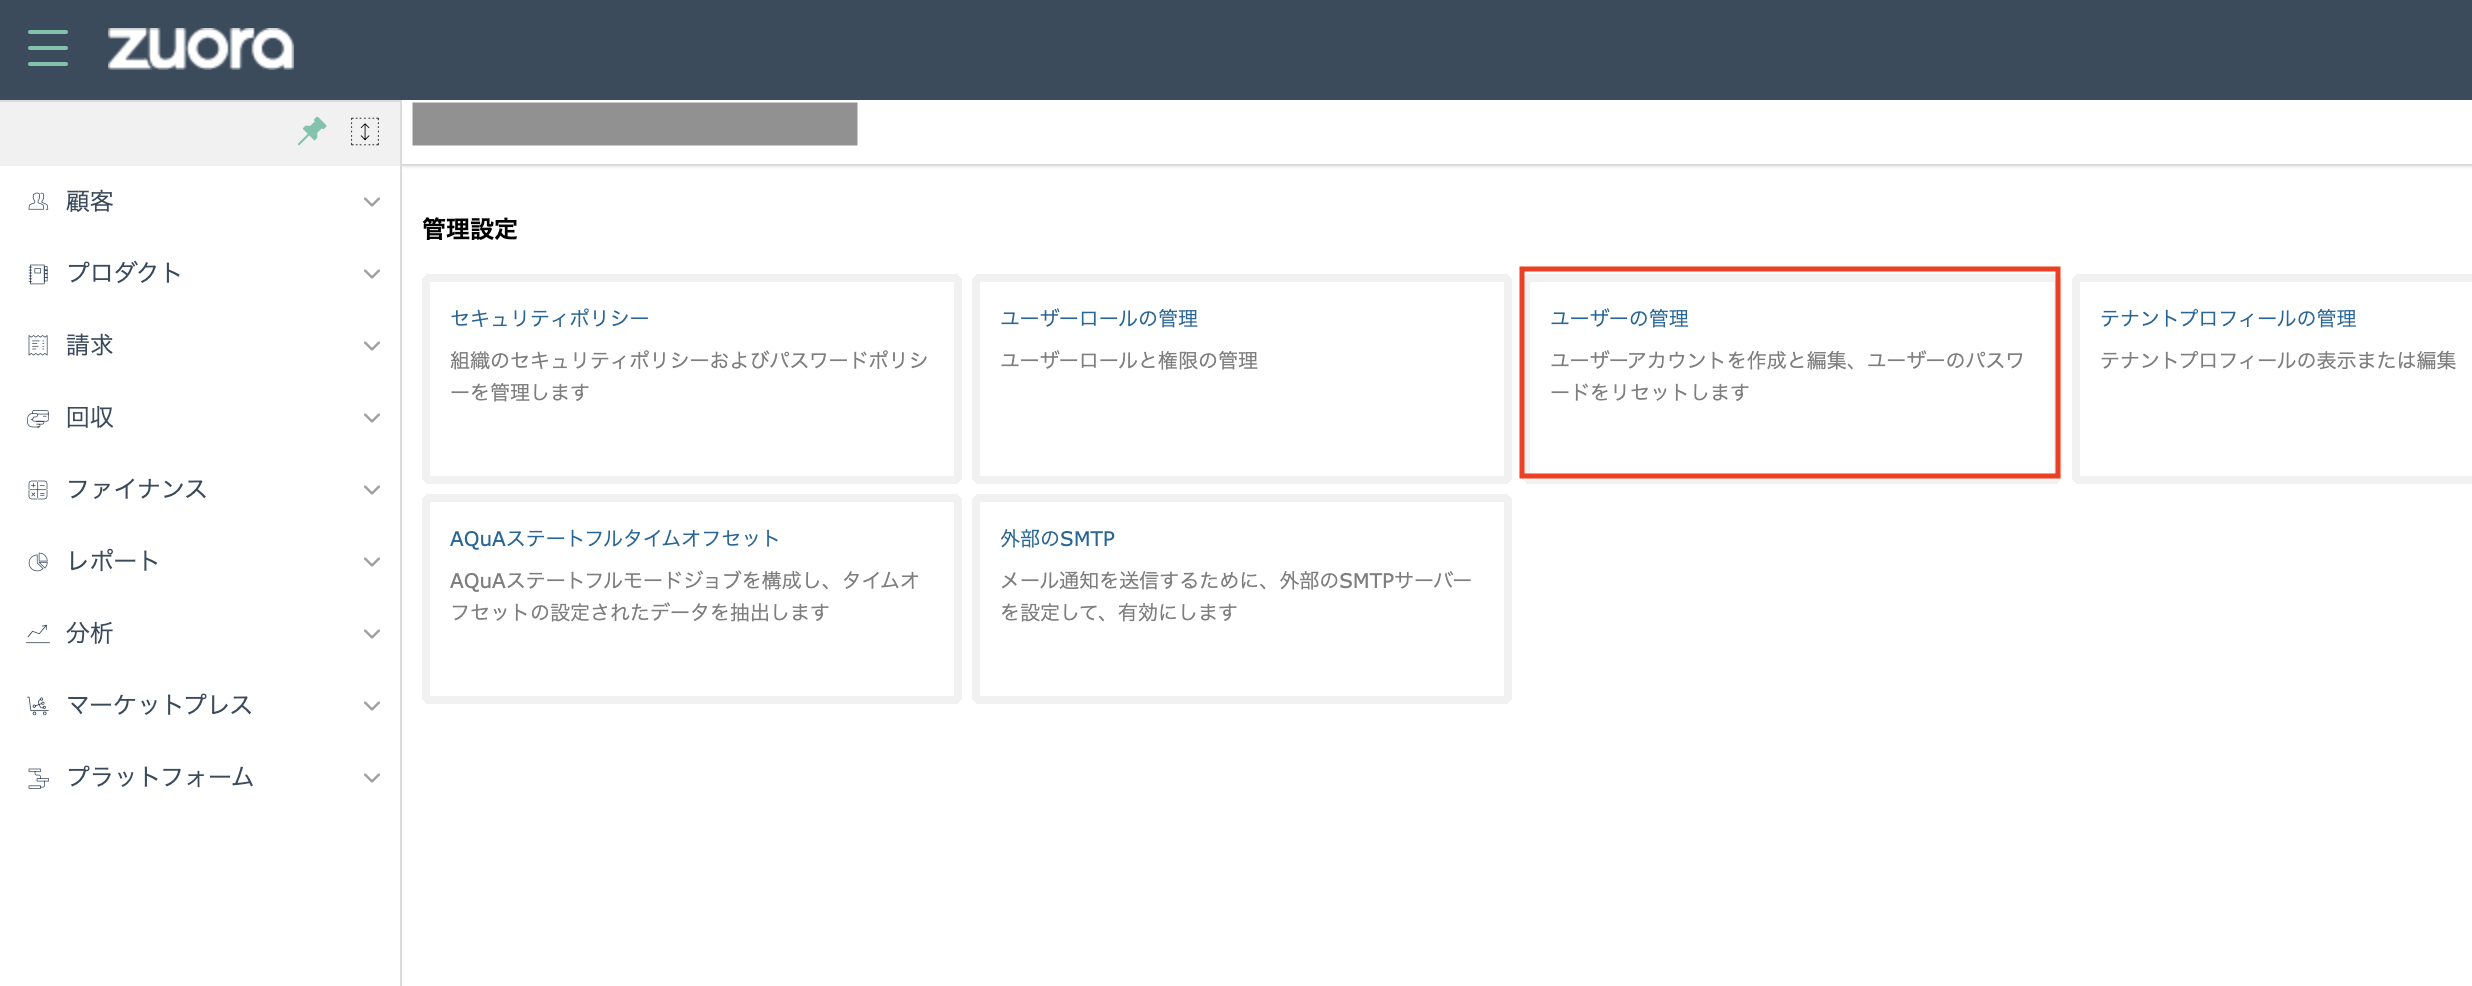 zuora
顧客
プロダクト
請求
回収
ファイナンス
レポート
分析
マーケットプレス
プラットフォーム
管理設定
セキュリティポリシー
組織のセキュリティポリシーおよびパスワードポリシ
ーを管理します
ユーザーロールの管理
ユーザーロールと権限の管理
ユーザーの管理
ユーザーアカウントを作成と編集、ユーザーのパスワ
ードをリセットします
テナントプロフィールの管理
テナントプロフィールの表示または編集
AQuAステートフルタイムオフセット
AQuAステートフルモードジョブを構成し、タイムオ
フセットの設定されたデータを抽出します
外部のSMTP
メール通知を送信するために、外部のSMTPサーバー
を設定して、有効にします